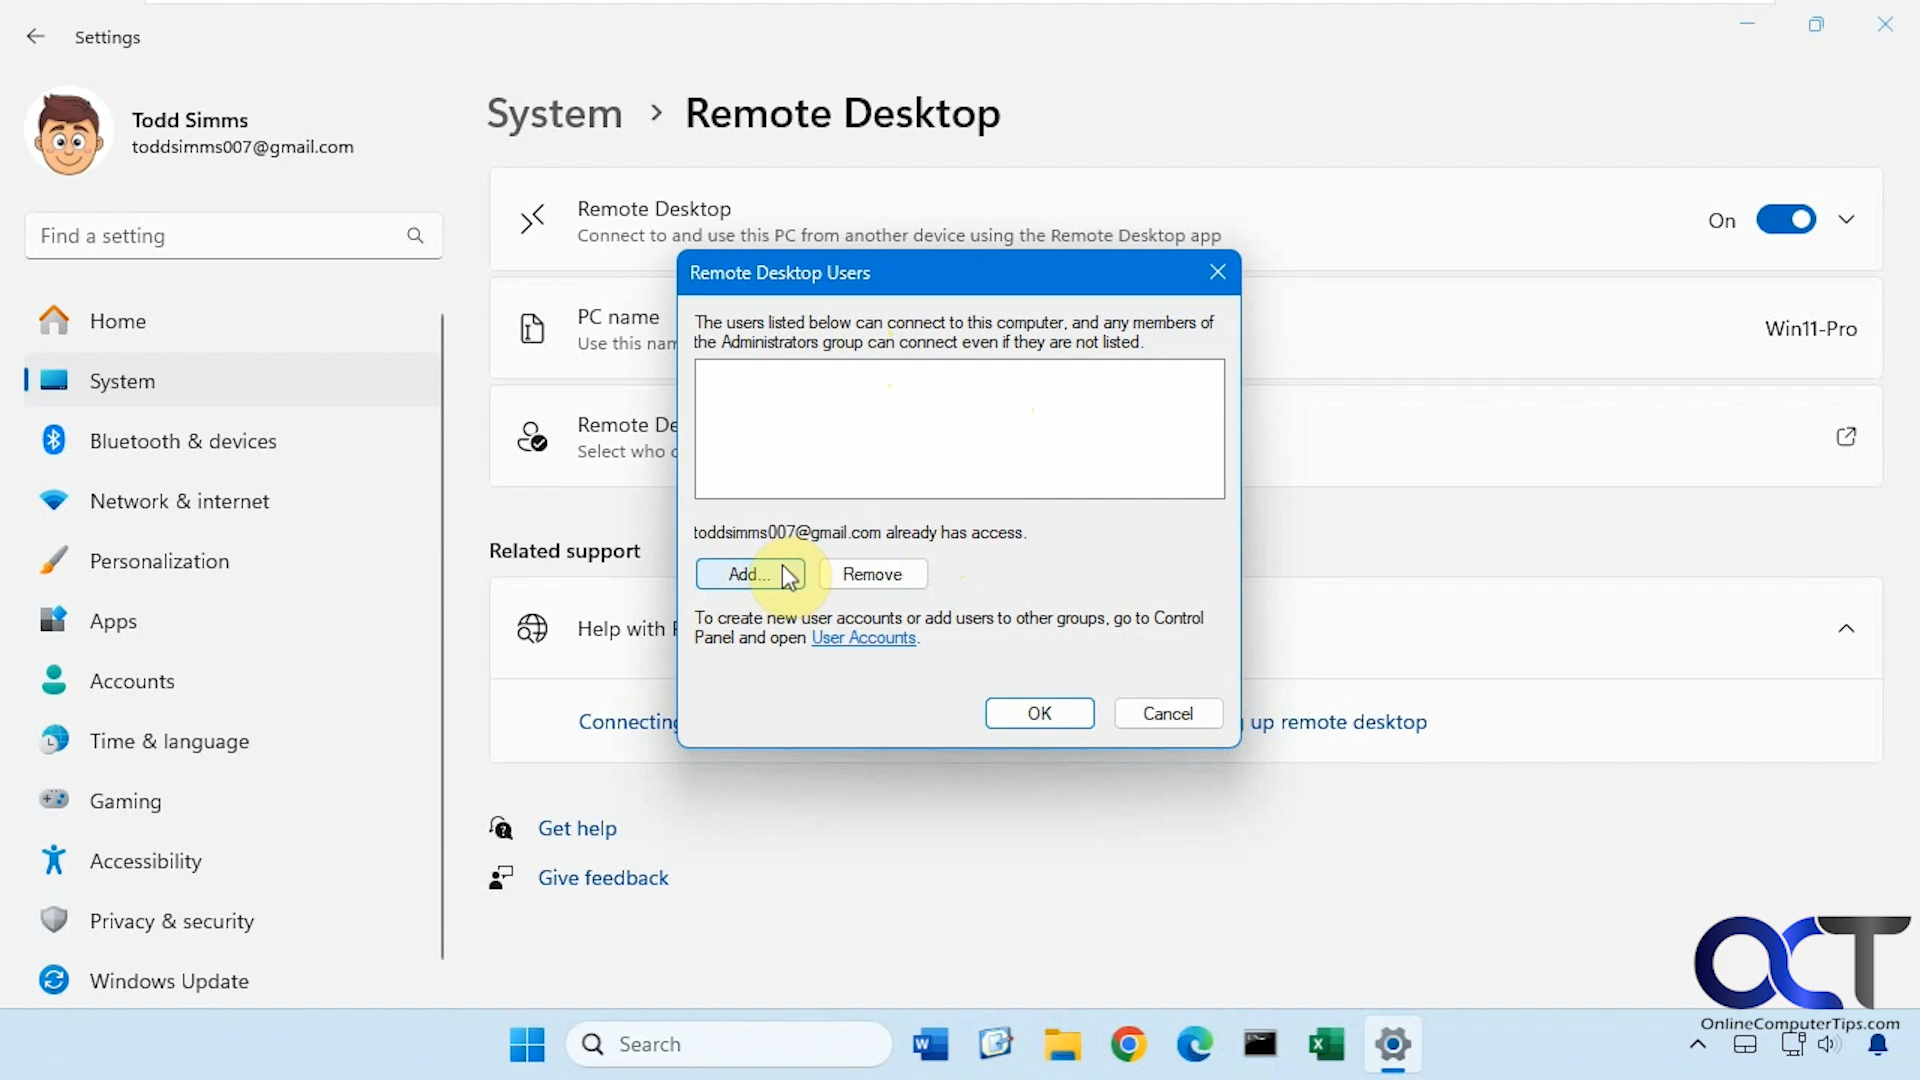 Settings
Todd Simms
toddsimms007@gmail.com
Find a setting
Home
System
Bluetooth & devices
Network & internet
Personalization
Apps
Accounts
Time & language
Gaming
Accessibility
Privacy & security
Windows Update
System > Remote Desktop
Remote Desktop
Connect to and use this PC from another device using the Remote Desktop app
On
PC name
Use this nam
Win11-Pro
Remote De
Select who c
Related support
Help with R
Connecting
g up remote desktop
Get help
Give feedback
Remote Desktop Users
The users listed below can connect to this computer, and any members of
the Administrators group can connect even if they are not listed.
toddsimms007@gmail.com already has access.
Add...
Remove
To create new user accounts or add users to other groups, go to Control
Panel and open User Accounts.
OK
Cancel
OCT
OnlineComputerTips.com
Search